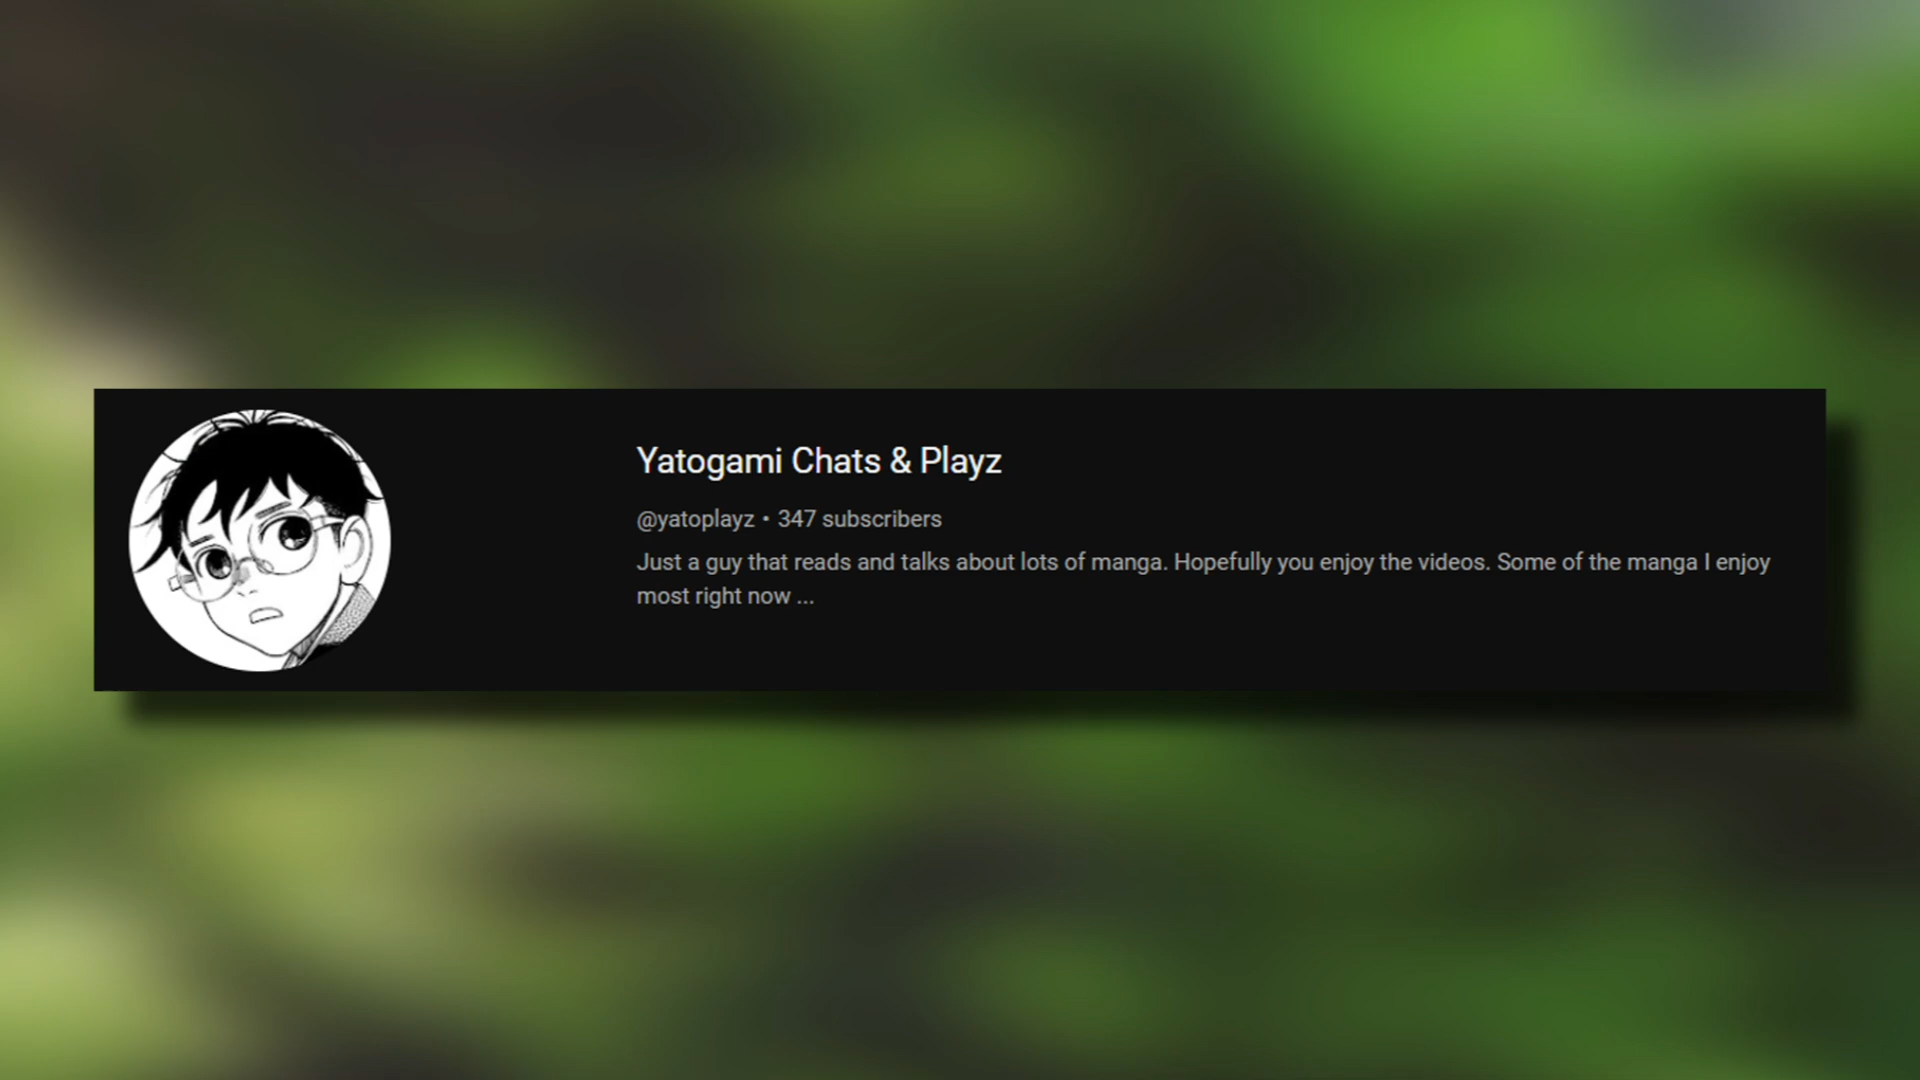 Yatogami Chats & Playz
@yatoplayz • 347 subscribers
Just a guy that reads and talks about lots of manga. Hopefully you enjoy the videos. Some of the manga I enjoy
most right now ...